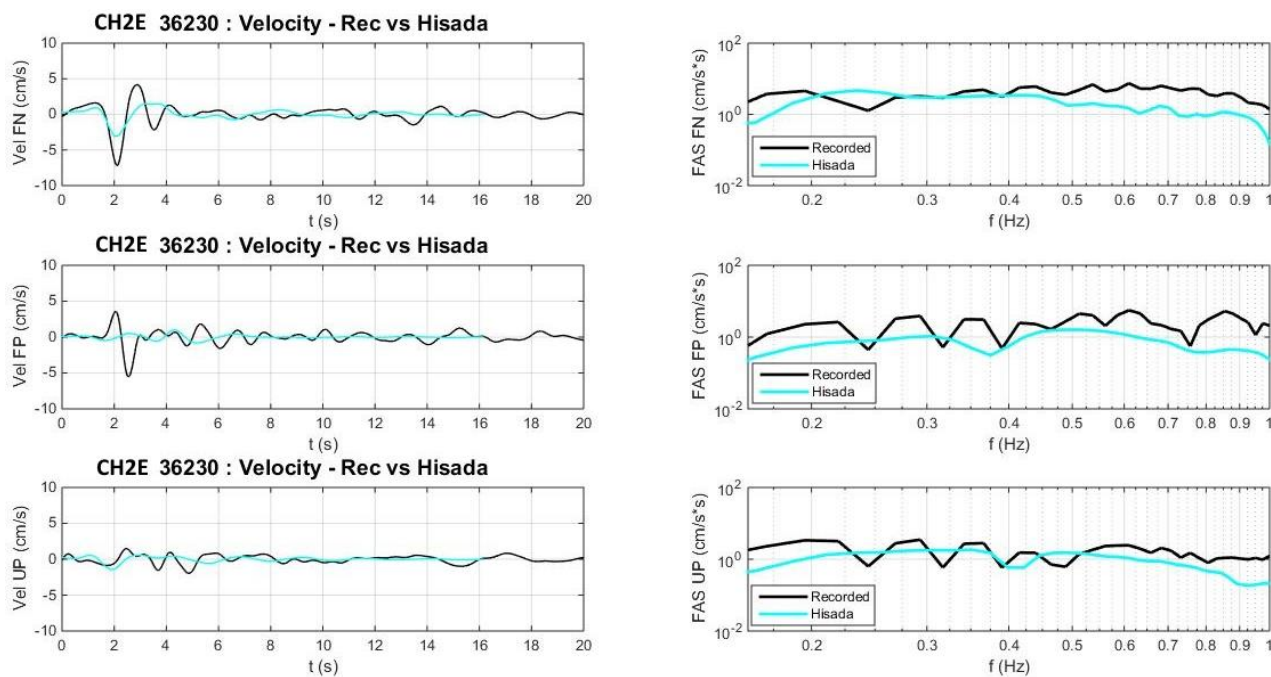 CH2E 36230 : Velocity - Rec vs Hisada
10
5
0
-5
-10
Vel FN (cm/s)
0 2 4 6 8 10 12 14 16 18 20
t (s)
10^2
10^0
10^-2
FAS FN (cm/s*s)
Recorded
Hisada
0.2 0.3 0.4 0.5 0.6 0.7 0.8 0.9 1
f (Hz)
CH2E 36230 : Velocity - Rec vs Hisada
10
5
0
-5
-10
Vel FP (cm/s)
0 2 4 6 8 10 12 14 16 18 20
t (s)
10^2
10^0
10^-2
FAS FP (cm/s*s)
Recorded
Hisada
0.2 0.3 0.4 0.5 0.6 0.7 0.8 0.9 1
f (Hz)
CH2E 36230 : Velocity - Rec vs Hisada
10
5
0
-5
-10
Vel UP (cm/s)
0 2 4 6 8 10 12 14 16 18 20
t (s)
10^2
10^0
10^-2
FAS UP (cm/s*s)
Recorded
Hisada
0.2 0.3 0.4 0.5 0.6 0.7 0.8 0.9 1
f (Hz)